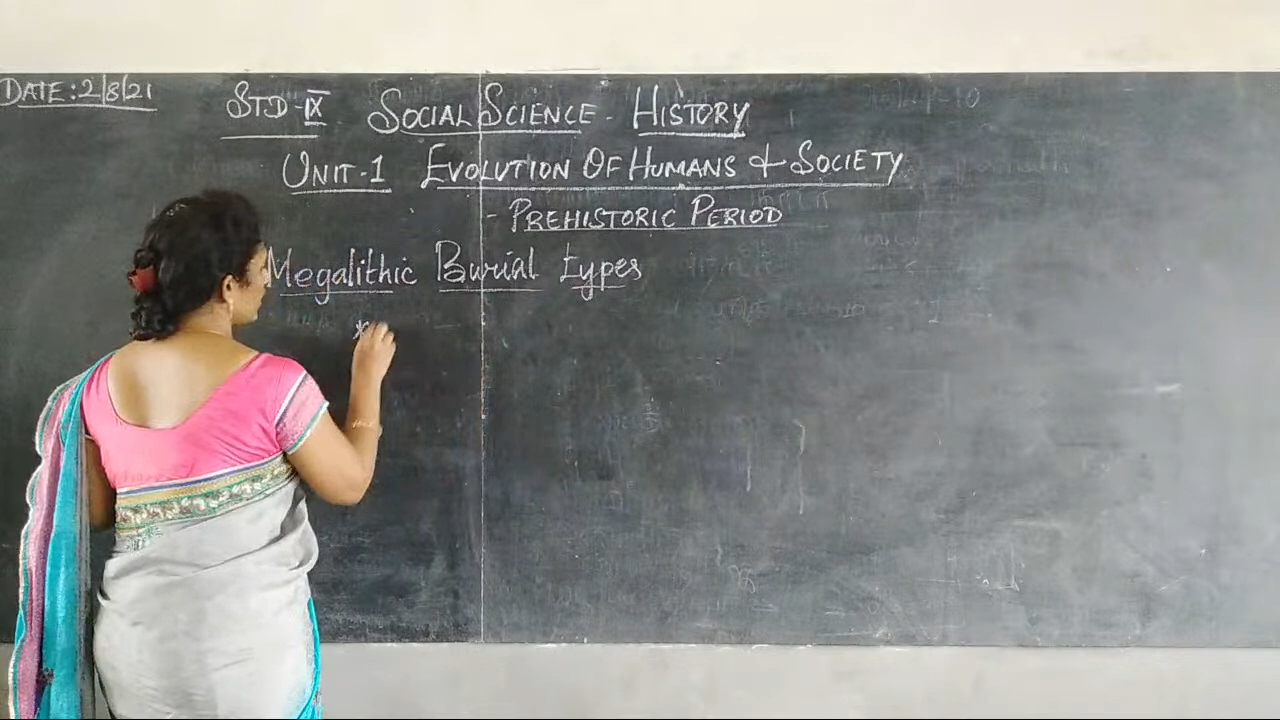 DATE: 2/8/21
STD-IX SOCIAL SCIENCE - HISTORY
UNIT-1 EVOLUTION OF HUMANS & SOCIETY
- PREHISTORIC PERIOD
Megalithic Burial types
*